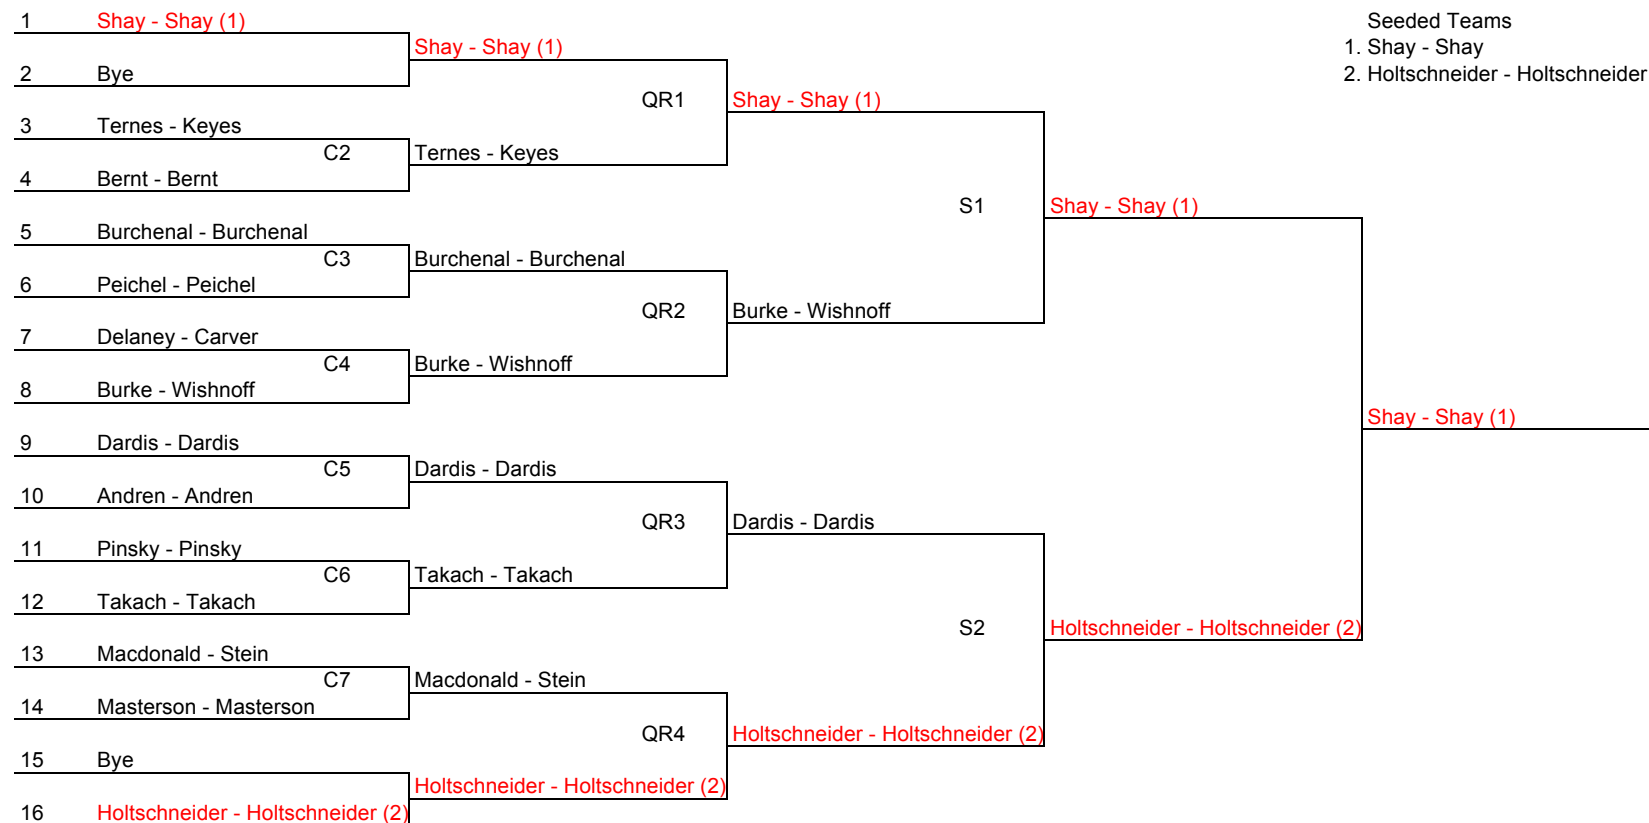 1 Shay - Shay (1)
Seeded Teams
Shay - Shay (1)
1. Shay - Shay
2 Bye
2. Holtschneider - Holtschneider
QR1 Shay - Shay (1)
3 Ternes - Keyes
C2 Ternes - Keyes
4 Bernt - Bernt
S1 Shay - Shay (1)
5 Burchenal - Burchenal
C3 Burchenal - Burchenal
6 Peichel - Peichel
QR2 Burke - Wishnoff
7 Delaney - Carver
C4 Burke - Wishnoff
8 Burke - Wishnoff
Shay - Shay (1)
9 Dardis - Dardis
C5 Dardis - Dardis
10 Andren - Andren
QR3 Dardis - Dardis
11 Pinsky - Pinsky
C6 Takach - Takach
12 Takach - Takach
S2 Holtschneider - Holtschneider (2)
13 Macdonald - Stein
C7 Macdonald - Stein
14 Masterson - Masterson
QR4 Holtschneider - Holtschneider (2)
15 Bye
Holtschneider - Holtschneider (2)
16 Holtschneider - Holtschneider (2)